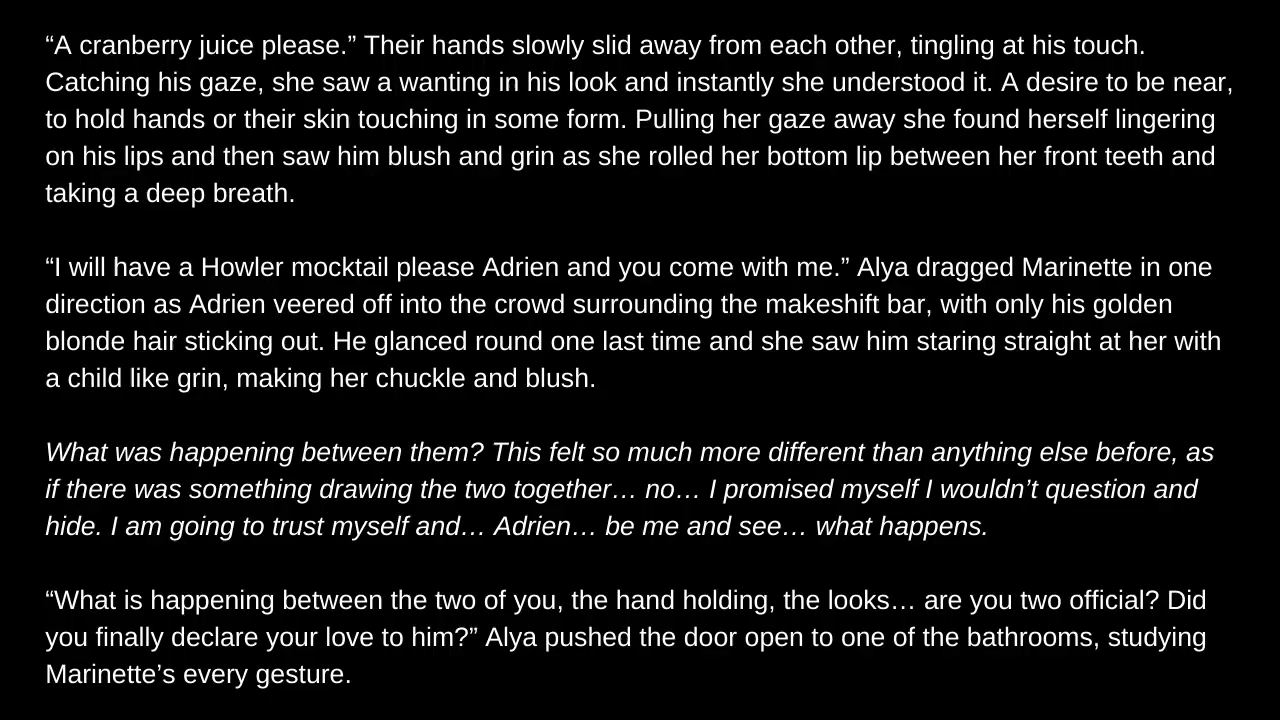 “A cranberry juice please.” Their hands slowly slid away from each other, tingling at his touch.
Catching his gaze, she saw a wanting in his look and instantly she understood it. A desire to be near,
to hold hands or their skin touching in some form. Pulling her gaze away she found herself lingering
on his lips and then saw him blush and grin as she rolled her bottom lip between her front teeth and
taking a deep breath.
“I will have a Howler mocktail please Adrien and you come with me.” Alya dragged Marinette in one
direction as Adrien veered off into the crowd surrounding the makeshift bar, with only his golden
blonde hair sticking out. He glanced round one last time and she saw him staring straight at her with
a child like grin, making her chuckle and blush.
What was happening between them? This felt so much more different than anything else before, as
if there was something drawing the two together… no… I promised myself I wouldn’t question and
hide. I am going to trust myself and… Adrien… be me and see… what happens.
“What is happening between the two of you, the hand holding, the looks… are you two official? Did
you finally declare your love to him?” Alya pushed the door open to one of the bathrooms, studying
Marinette’s every gesture.